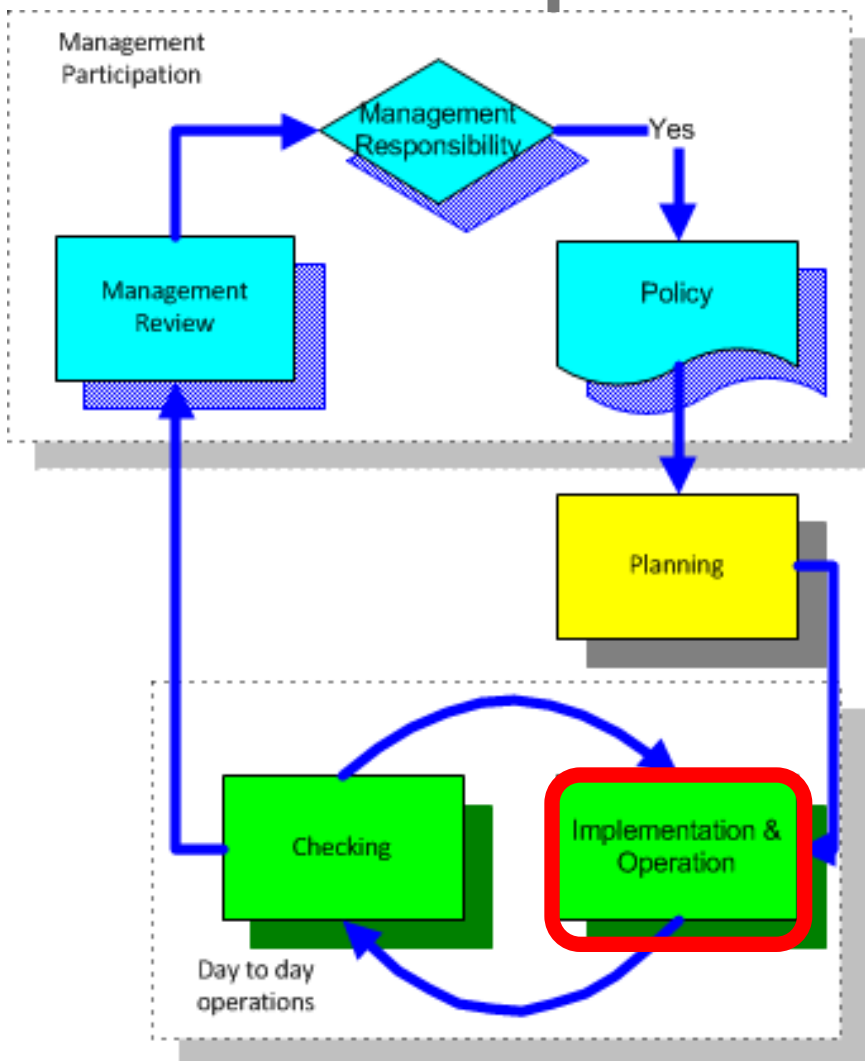 Management
Participation
Management
Responsibility
Yes
Management
Review
Policy
Planning
Checking
Implementation &
Operation
Day to day
operations